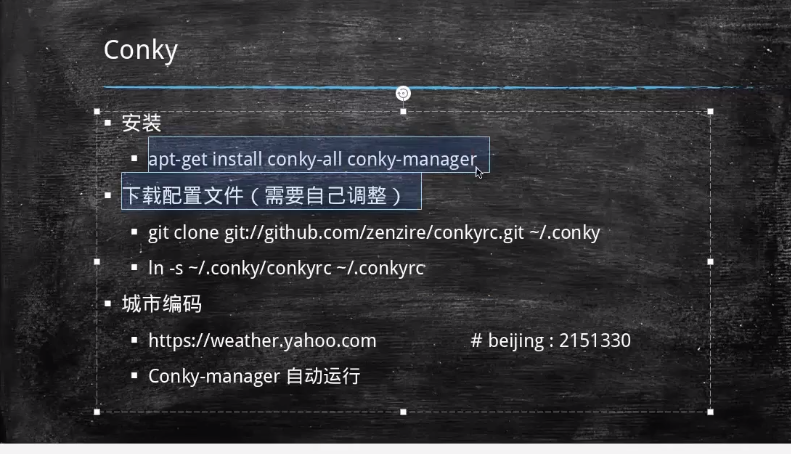 Conky
安装
apt-get install conky-all conky-manager
下载配置文件（需要自己调整）
git clone git://github.com/zenzire/conkyrc.git ~/.conky
ln -s ~/.conky/conkyrc ~/.conkyrc
城市编码
https://weather.yahoo.com # beijing : 2151330
Conky-manager 自动运行